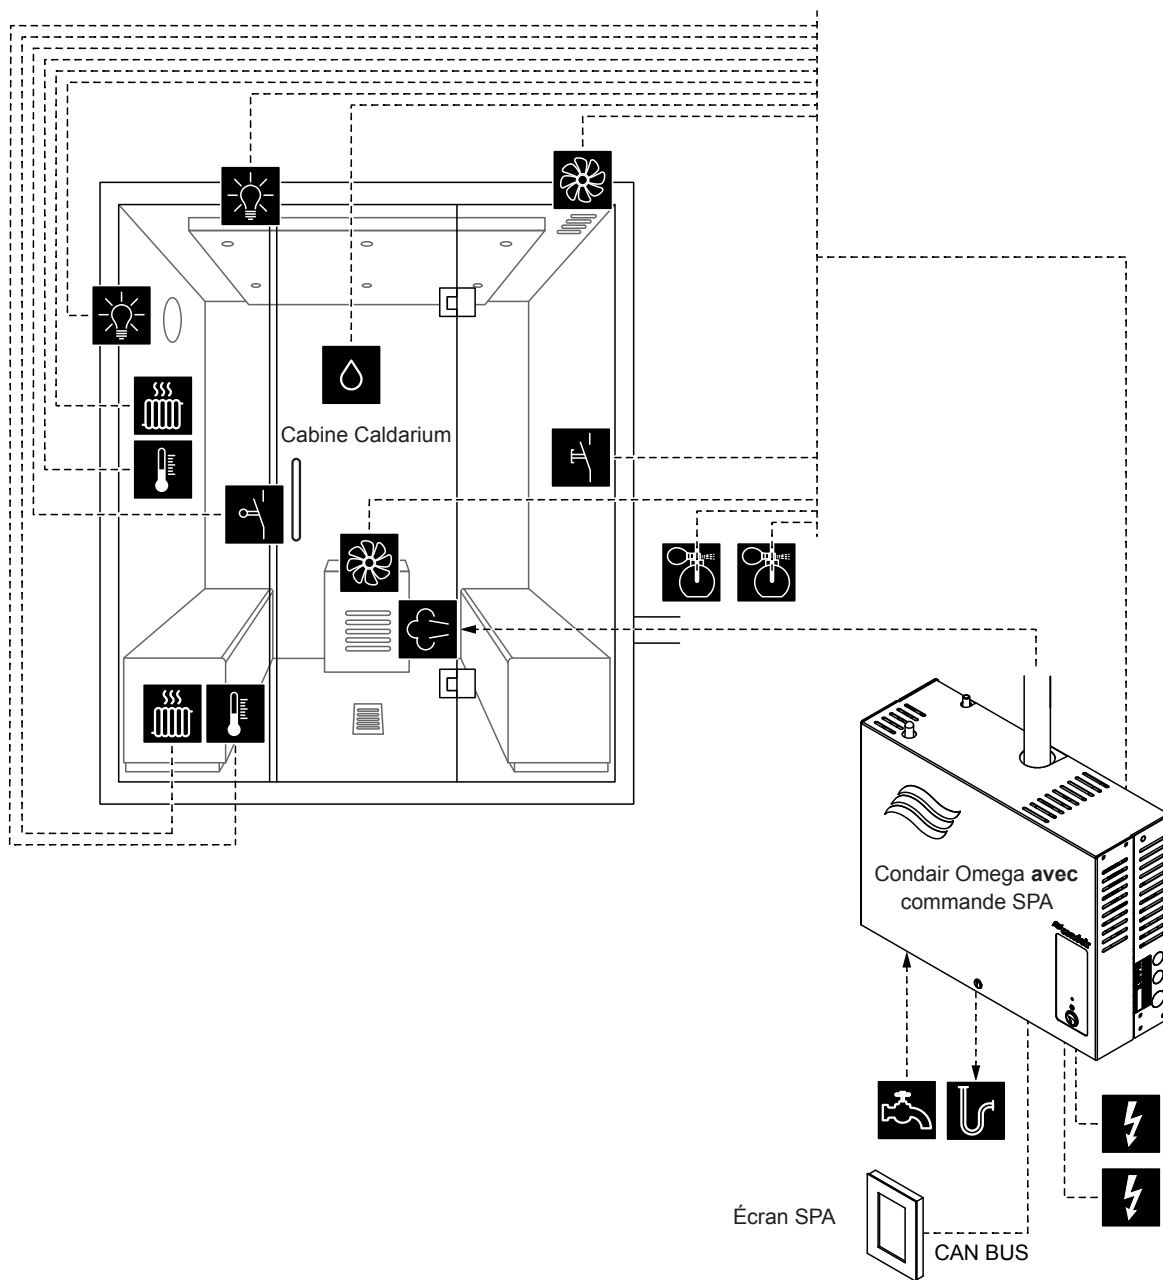 Cabine Caldarium
Condair Omega avec
commande SPA
Écran SPA
CAN BUS